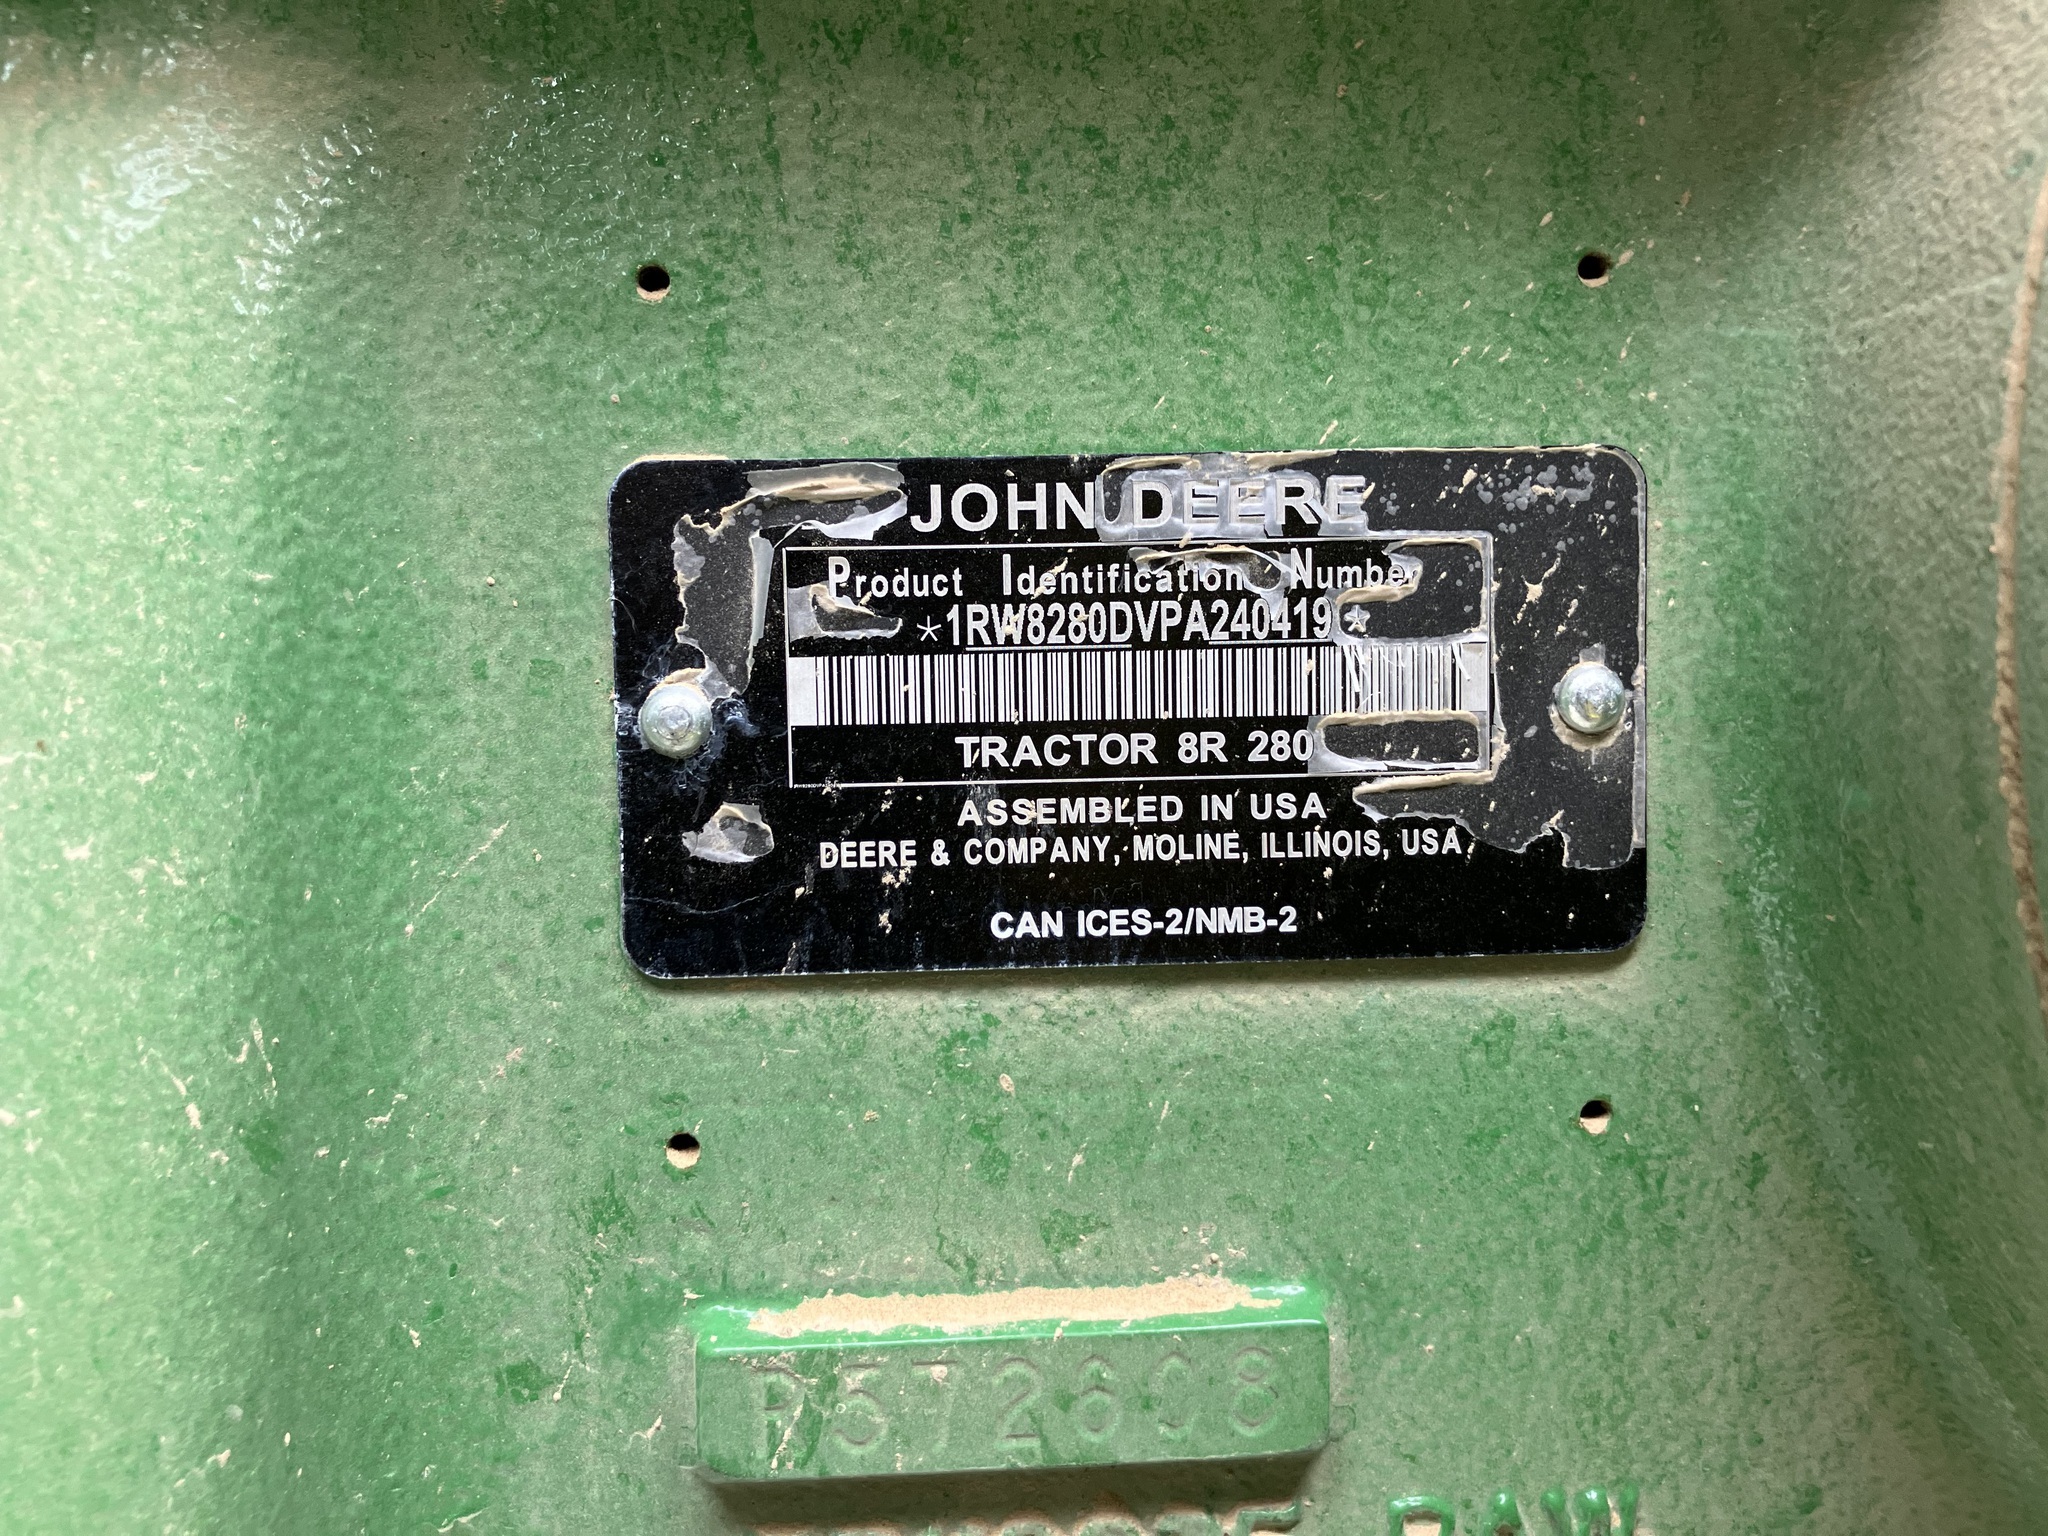 JOHN DEERE
Product Identification Number
*1RW8280DVPA240419*
TRACTOR 8R 280
ASSEMBLED IN USA
DEERE & COMPANY, MOLINE, ILLINOIS, USA
CAN ICES-2/NMB-2